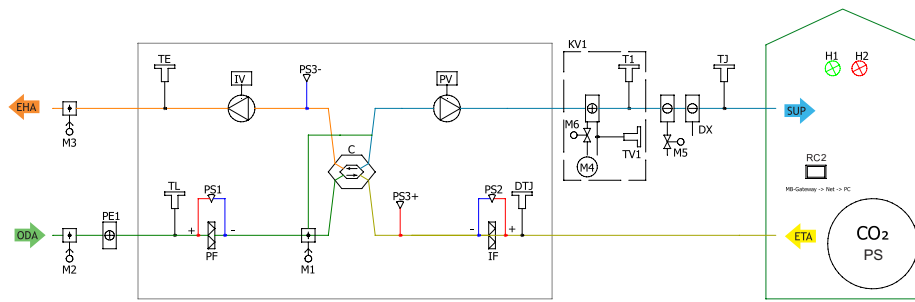 KV1
TE
T1
TJ
H1
H2
IV
PS3-
PV
EHA
SUP
M3
M6
DX
M5
C
TV1
M4
RC2
MB-Gateway -> Net -> PC
TL
PS1
PS3+
PS2
DTJ
PE1
ODA
+
-
-
+
ETA
CO₂
PS
M2
PF
M1
IF